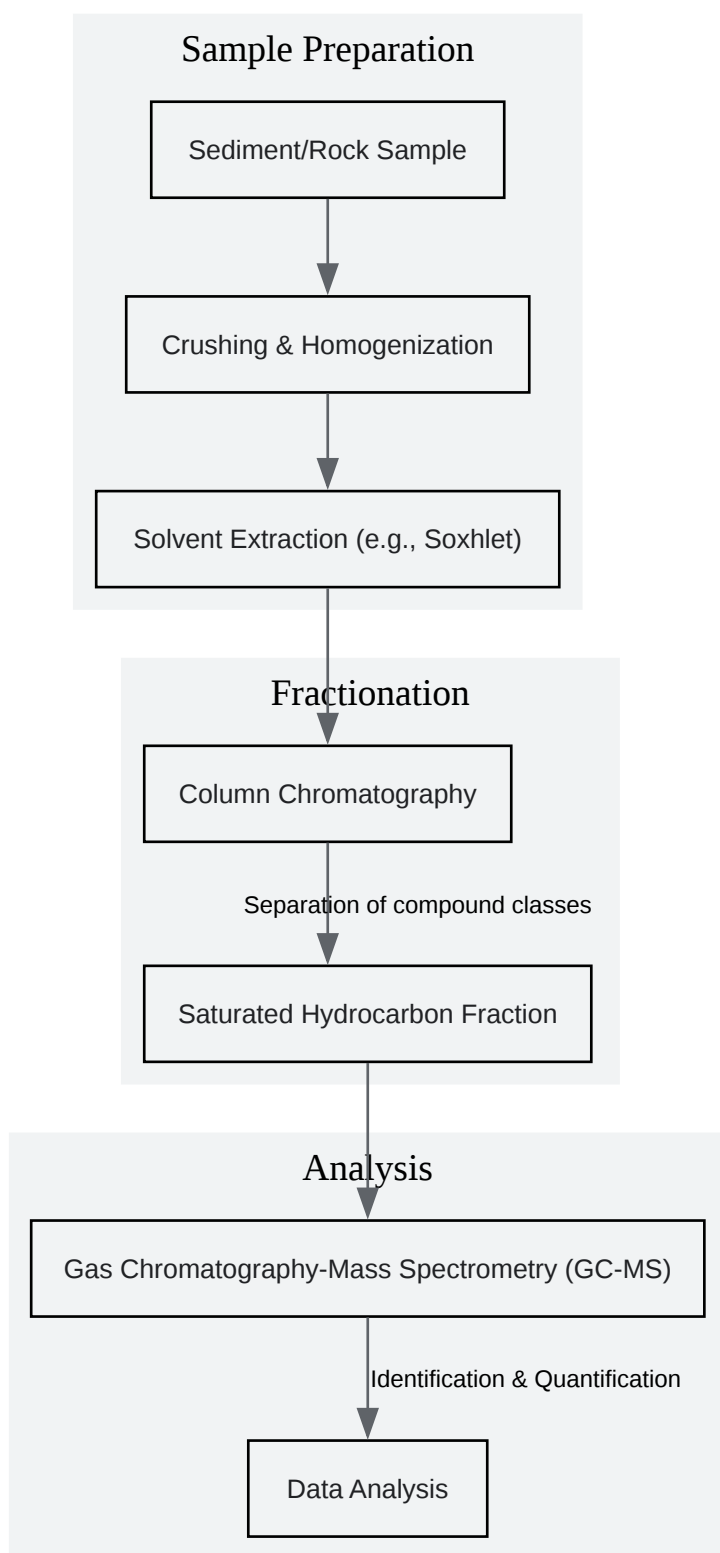 Sample Preparation
Sediment/Rock Sample
Crushing & Homogenization
Solvent Extraction (e.g., Soxhlet)
Fractionation
Column Chromatography
Separation of compound classes
Saturated Hydrocarbon Fraction
Analysis
Gas Chromatography-Mass Spectrometry (GC-MS)
Identification & Quantification
Data Analysis